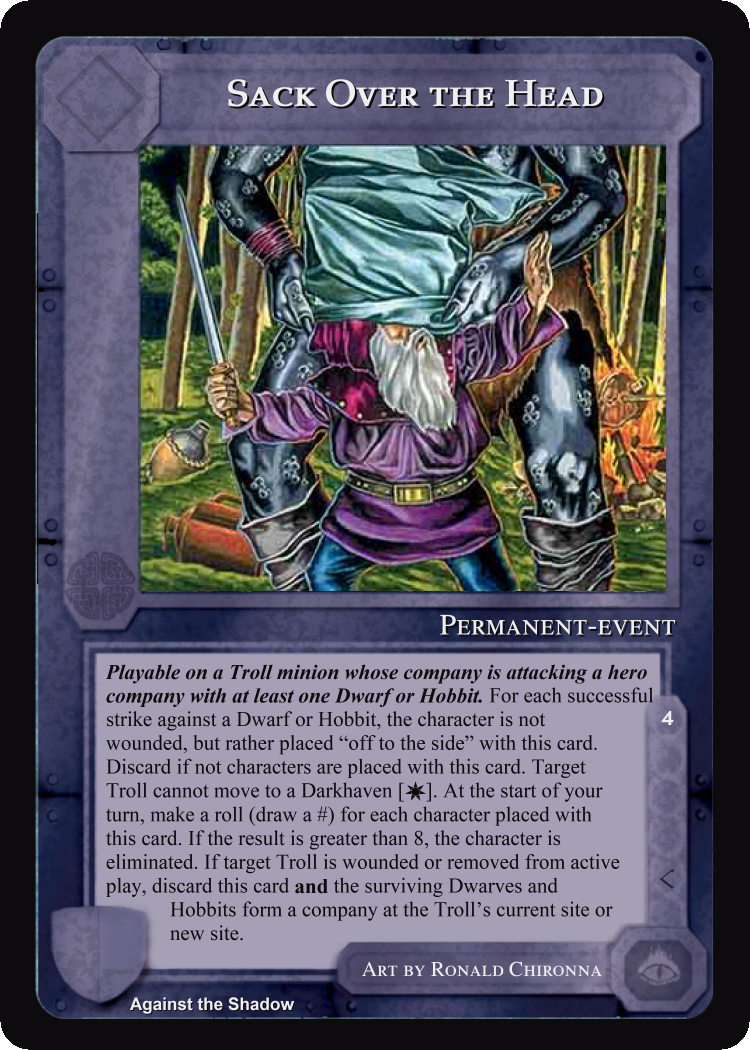 Sack Over the Head
Permanent-event
Playable on a Troll minion whose company is attacking a hero
company with at least one Dwarf or Hobbit. For each successful
strike against a Dwarf or Hobbit, the character is not
wounded, but rather placed “off to the side” with this card.
Discard if not characters are placed with this card. Target
Troll cannot move to a Darkhaven [✷]. At the start of your
turn, make a roll (draw a #) for each character placed with
this card. If the result is greater than 8, the character is
eliminated. If target Troll is wounded or removed from active
play, discard this card and the surviving Dwarves and
Hobbits form a company at the Troll’s current site or
new site.
4
<
Art by Ronald Chironna
Against the Shadow